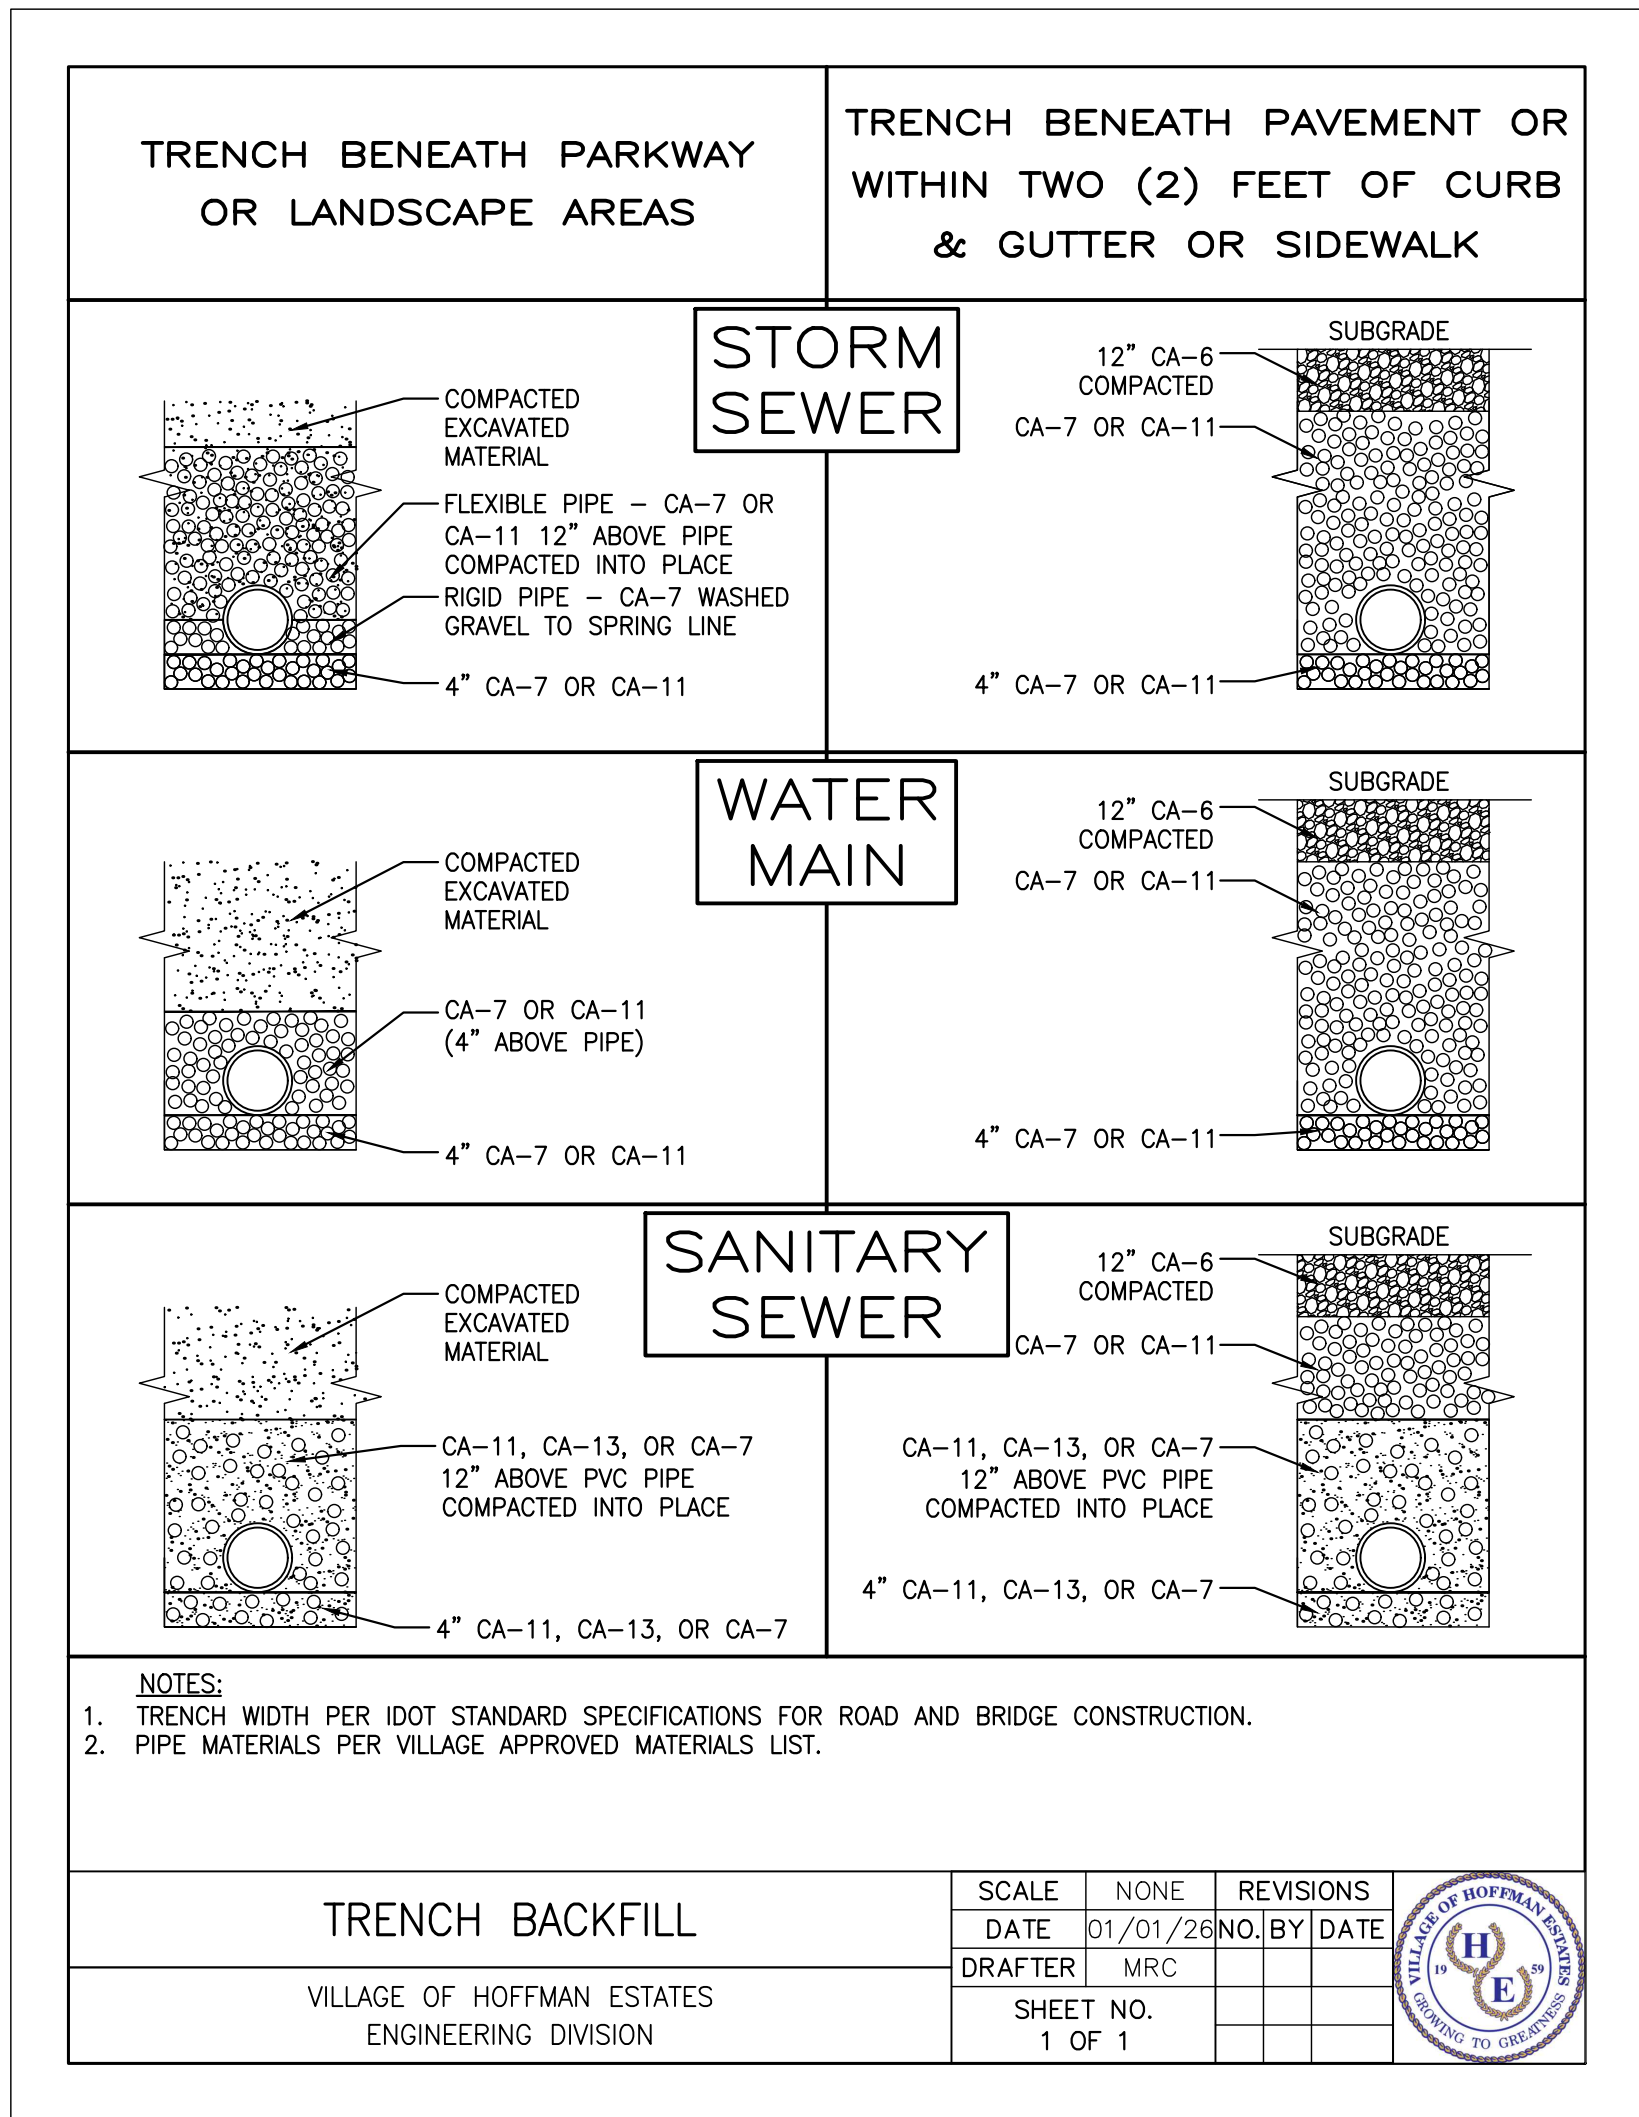 TRENCH BENEATH PARKWAY
OR LANDSCAPE AREAS
TRENCH BENEATH PAVEMENT OR
WITHIN TWO (2) FEET OF CURB
& GUTTER OR SIDEWALK
STORM
SEWER
COMPACTED
EXCAVATED
MATERIAL
FLEXIBLE PIPE – CA–7 OR
CA–11 12” ABOVE PIPE
COMPACTED INTO PLACE
RIGID PIPE – CA–7 WASHED
GRAVEL TO SPRING LINE
4” CA–7 OR CA–11
SUBGRADE
12” CA–6
COMPACTED
CA–7 OR CA–11
4” CA–7 OR CA–11
WATER
MAIN
COMPACTED
EXCAVATED
MATERIAL
CA–7 OR CA–11
(4” ABOVE PIPE)
4” CA–7 OR CA–11
SUBGRADE
12” CA–6
COMPACTED
CA–7 OR CA–11
4” CA–7 OR CA–11
SANITARY
SEWER
COMPACTED
EXCAVATED
MATERIAL
CA–11, CA–13, OR CA–7
12” ABOVE PVC PIPE
COMPACTED INTO PLACE
4” CA–11, CA–13, OR CA–7
SUBGRADE
12” CA–6
COMPACTED
CA–7 OR CA–11
CA–11, CA–13, OR CA–7
12” ABOVE PVC PIPE
COMPACTED INTO PLACE
4” CA–11, CA–13, OR CA–7
NOTES:
1. TRENCH WIDTH PER IDOT STANDARD SPECIFICATIONS FOR ROAD AND BRIDGE CONSTRUCTION.
2. PIPE MATERIALS PER VILLAGE APPROVED MATERIALS LIST.
TRENCH BACKFILL
VILLAGE OF HOFFMAN ESTATES
ENGINEERING DIVISION
SCALE NONE REVISIONS
DATE 01/01/26 NO. BY DATE
DRAFTER MRC
SHEET NO.
1 OF 1
VILLAGE OF HOFFMAN ESTATES
H
19 59
E
GROWING TO GREATNESS